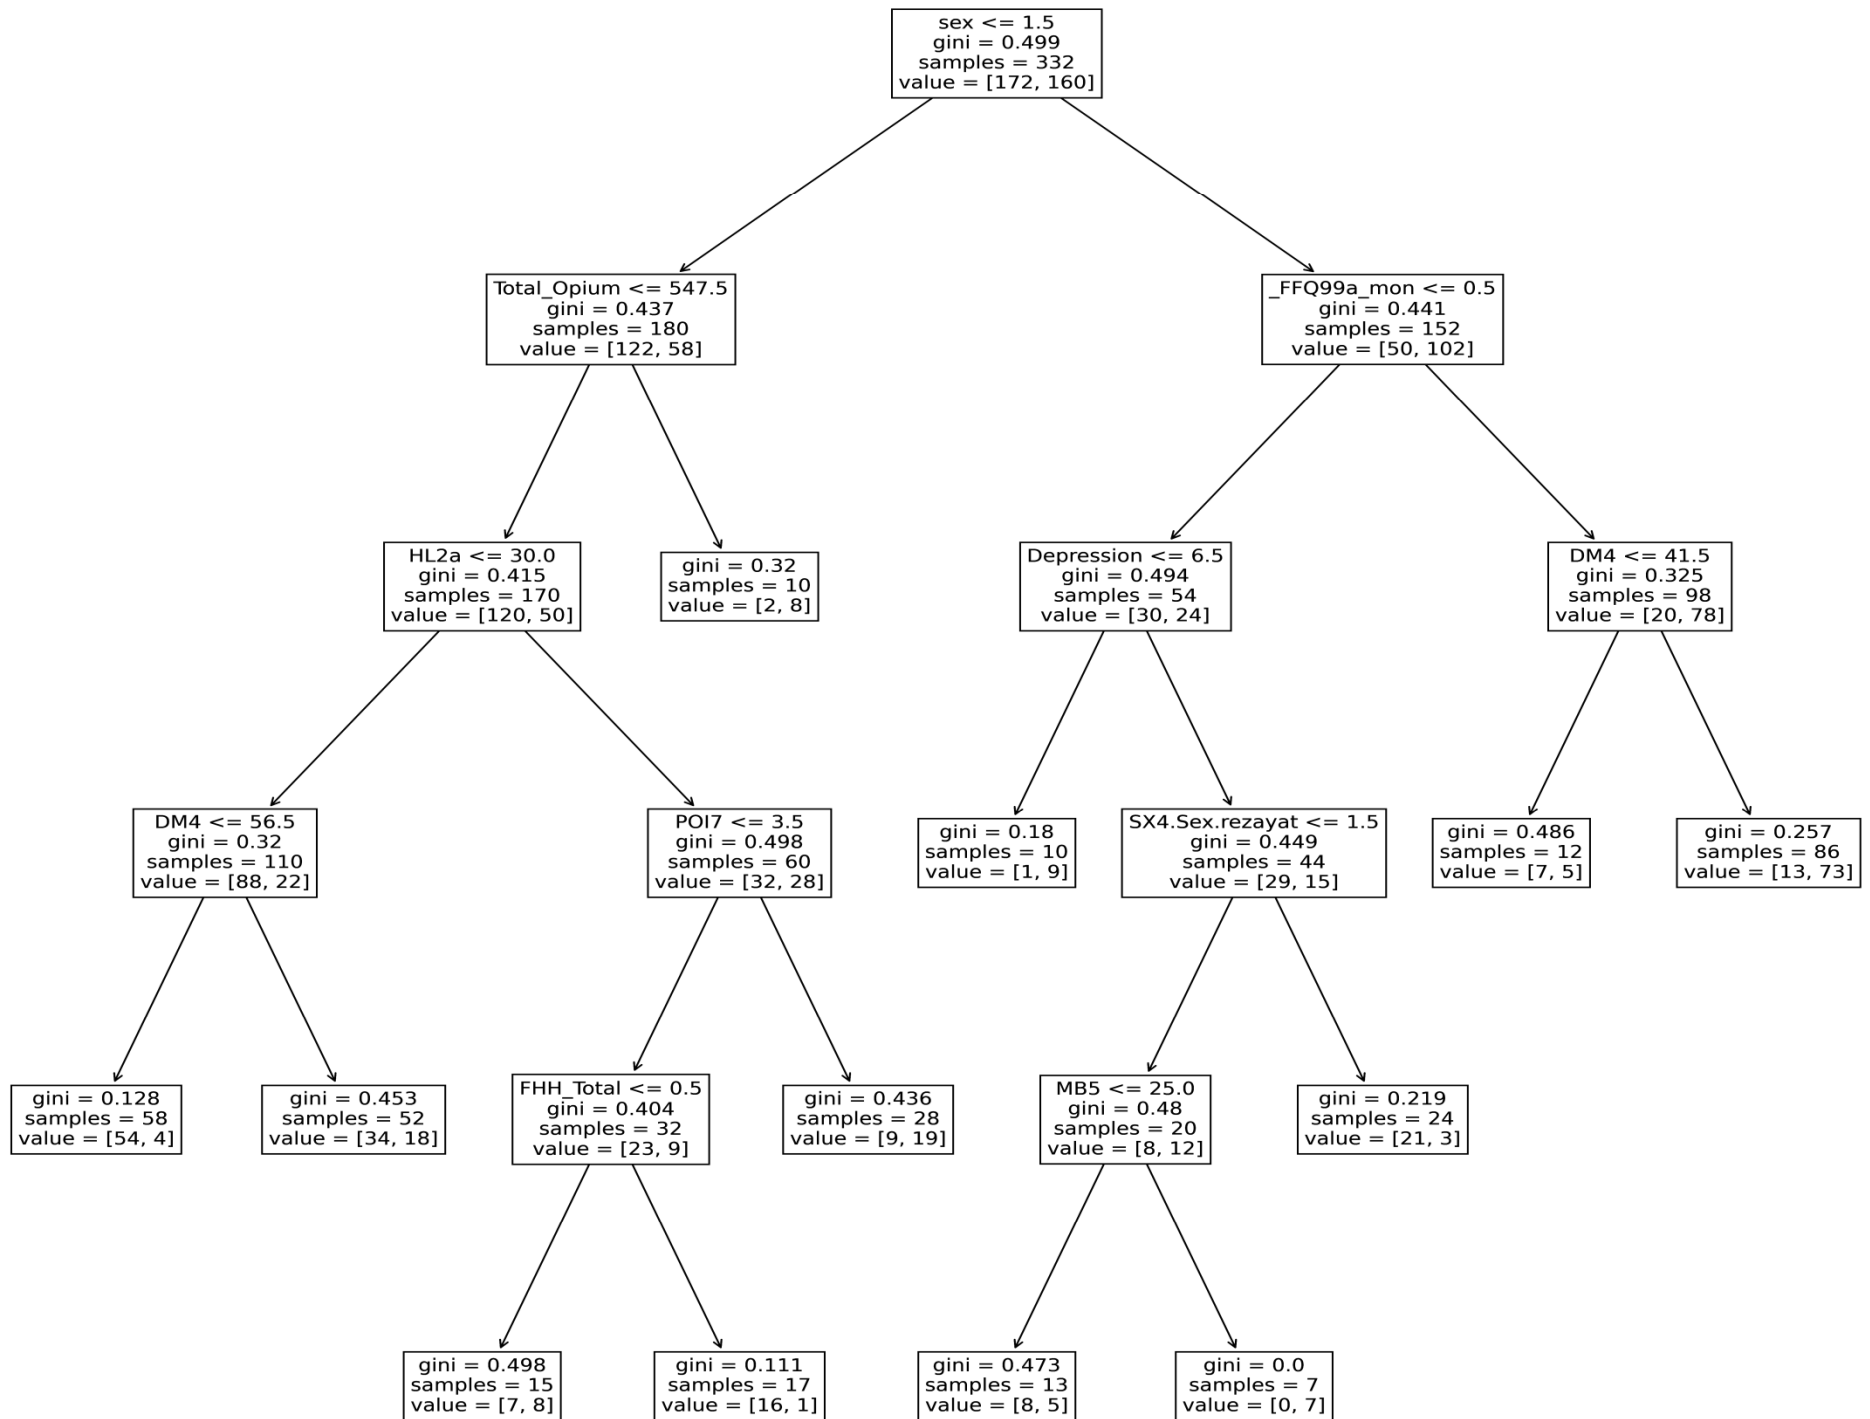 sex <= 1.5
gini = 0.499
samples = 332
value = [172, 160]
Total_Opium <= 547.5
gini = 0.437
samples = 180
value = [122, 58]
_FFQ99a_mon <= 0.5
gini = 0.441
samples = 152
value = [50, 102]
HL2a <= 30.0
gini = 0.415
samples = 170
value = [120, 50]
gini = 0.32
samples = 10
value = [2, 8]
Depression <= 6.5
gini = 0.494
samples = 54
value = [30, 24]
DM4 <= 41.5
gini = 0.325
samples = 98
value = [20, 78]
DM4 <= 56.5
gini = 0.32
samples = 110
value = [88, 22]
POI7 <= 3.5
gini = 0.498
samples = 60
value = [32, 28]
gini = 0.18
samples = 10
value = [1, 9]
SX4.Sex.rezayat <= 1.5
gini = 0.449
samples = 44
value = [29, 15]
gini = 0.486
samples = 12
value = [7, 5]
gini = 0.257
samples = 86
value = [13, 73]
gini = 0.128
samples = 58
value = [54, 4]
gini = 0.453
samples = 52
value = [34, 18]
FHH_Total <= 0.5
gini = 0.404
samples = 32
value = [23, 9]
gini = 0.436
samples = 28
value = [9, 19]
MB5 <= 25.0
gini = 0.48
samples = 20
value = [8, 12]
gini = 0.219
samples = 24
value = [21, 3]
gini = 0.498
samples = 15
value = [7, 8]
gini = 0.111
samples = 17
value = [16, 1]
gini = 0.473
samples = 13
value = [8, 5]
gini = 0.0
samples = 7
value = [0, 7]